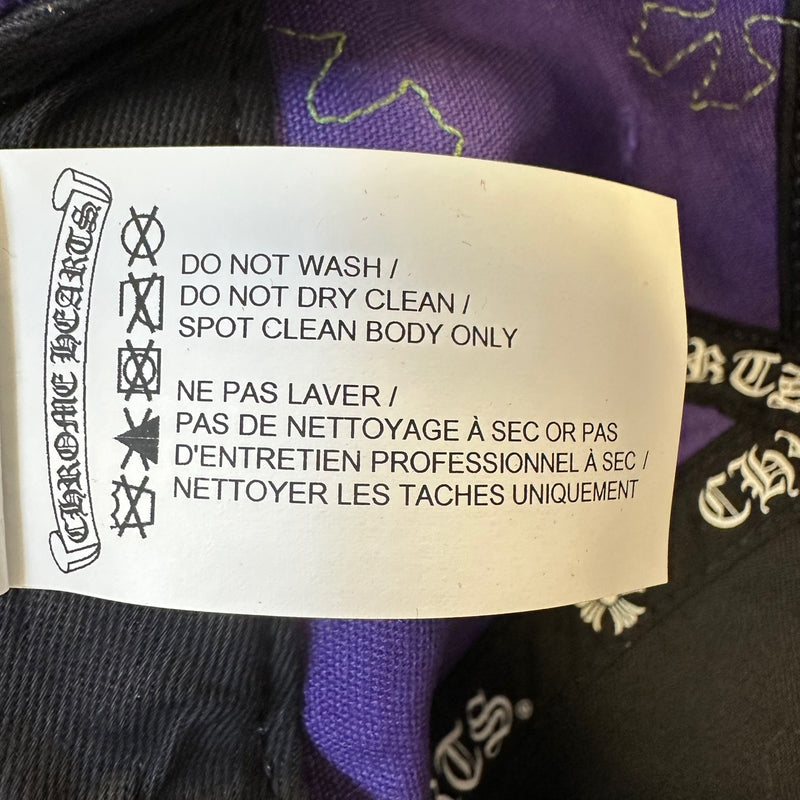 CHROME HEARTS
DO NOT WASH /
DO NOT DRY CLEAN /
SPOT CLEAN BODY ONLY
NE PAS LAVER /
PAS DE NETTOYAGE À SEC OR PAS
D'ENTRETIEN PROFESSIONNEL À SEC /
NETTOYER LES TACHES UNIQUEMENT